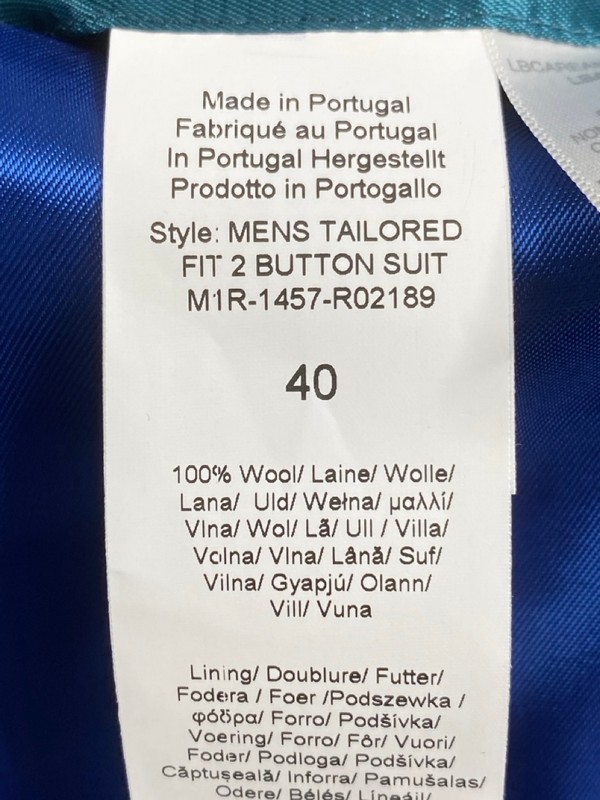 Made in Portugal
Fabriqué au Portugal
In Portugal Hergestellt
Prodotto in Portogallo
Style: MENS TAILORED
FIT 2 BUTTON SUIT
M1R-1457-R02189
40
100% Wool/ Laine/ Wolle/
Lana/ Uld/ Wełna/ μαλλί/
Vlna/ Wol/ Lã/ Ull / Villa/
Volna/ Vlna/ Lână/ Suf/
Vilna/ Gyapjú/ Olann/
Vill/ Vuna
Lining/ Doublure/ Futter/
Fodera / Foer /Podszewka /
φόδρα/ Forro/ Podšívka/
Voering/ Forro/ Fôr/ Vuori/
Foder/ Podloga/ Podšívka/
Căptuşeală/ Inforra/ Pamušalas/
Odere/ Bélés/ Líneáil/